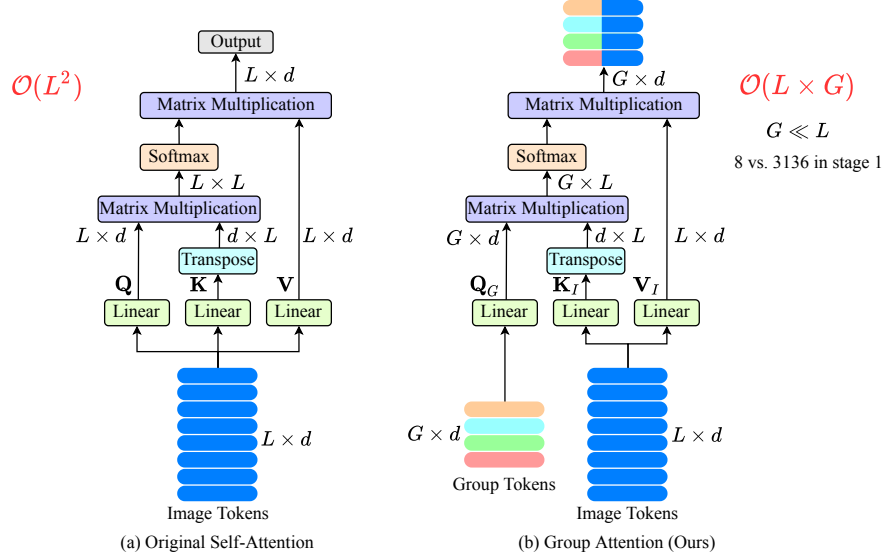 Output
L × d
O(L²)
Matrix Multiplication
Softmax
L × L
Matrix Multiplication
L × d
d × L
L × d
Transpose
Q
K
V
Linear
Linear
Linear
L × d
Image Tokens
(a) Original Self-Attention
G × d
O(L × G)
Matrix Multiplication
G ≪ L
8 vs. 3136 in stage 1
Softmax
G × L
Matrix Multiplication
G × d
d × L
L × d
Transpose
Q_G
K_I
V_I
Linear
Linear
Linear
G × d
L × d
Group Tokens
Image Tokens
(b) Group Attention (Ours)